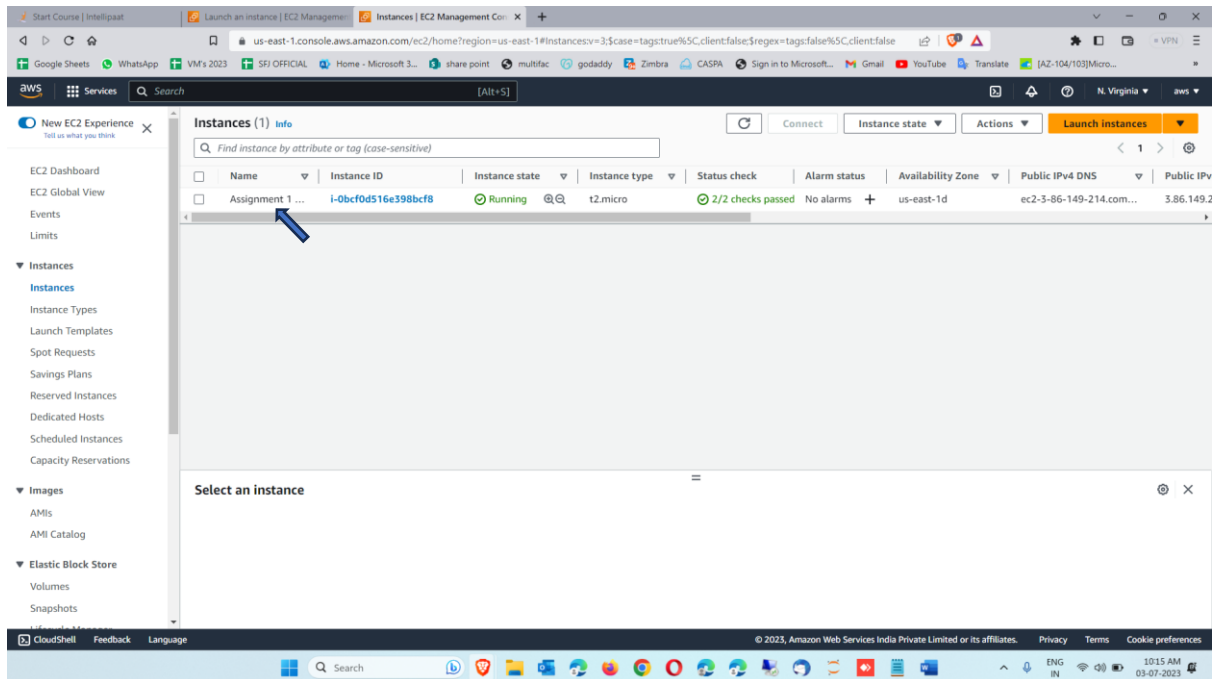 Start Course | Intellipaat
Launch an instance | EC2 Managemen
Instances | EC2 Management Con
us-east-1.console.aws.amazon.com/ec2/home?region=us-east-1#Instances:v=3;$case=tags:true%5C,client:false;$regex=tags:false%5C,client:false
VPN
Google Sheets WhatsApp VM's 2023 SFJ OFFICIAL Home - Microsoft 3... share point multifac godaddy Zimbra CASPA Sign in to Microsoft... Gmail YouTube Translate [AZ-104/103]Micro... »
aws Services Search [Alt+S] N. Virginia aws
New EC2 Experience
Tell us what you think
EC2 Dashboard
EC2 Global View
Events
Limits
Instances
Instances
Instance Types
Launch Templates
Spot Requests
Savings Plans
Reserved Instances
Dedicated Hosts
Scheduled Instances
Capacity Reservations
Images
AMIs
AMI Catalog
Elastic Block Store
Volumes
Snapshots
Instances (1) Info
Connect Instance state Actions Launch instances
Find instance by attribute or tag (case-sensitive)
1
Name Instance ID Instance state Instance type Status check Alarm status Availability Zone Public IPv4 DNS Public IPv
Assignment 1 ... i-0bcf0d516e398bcf8 Running t2.micro 2/2 checks passed No alarms + us-east-1d ec2-3-86-149-214.com... 3.86.149.2
Select an instance
CloudShell Feedback Language © 2023, Amazon Web Services India Private Limited or its affiliates. Privacy Terms Cookie preferences
Search
ENG
IN
10:15 AM
03-07-2023